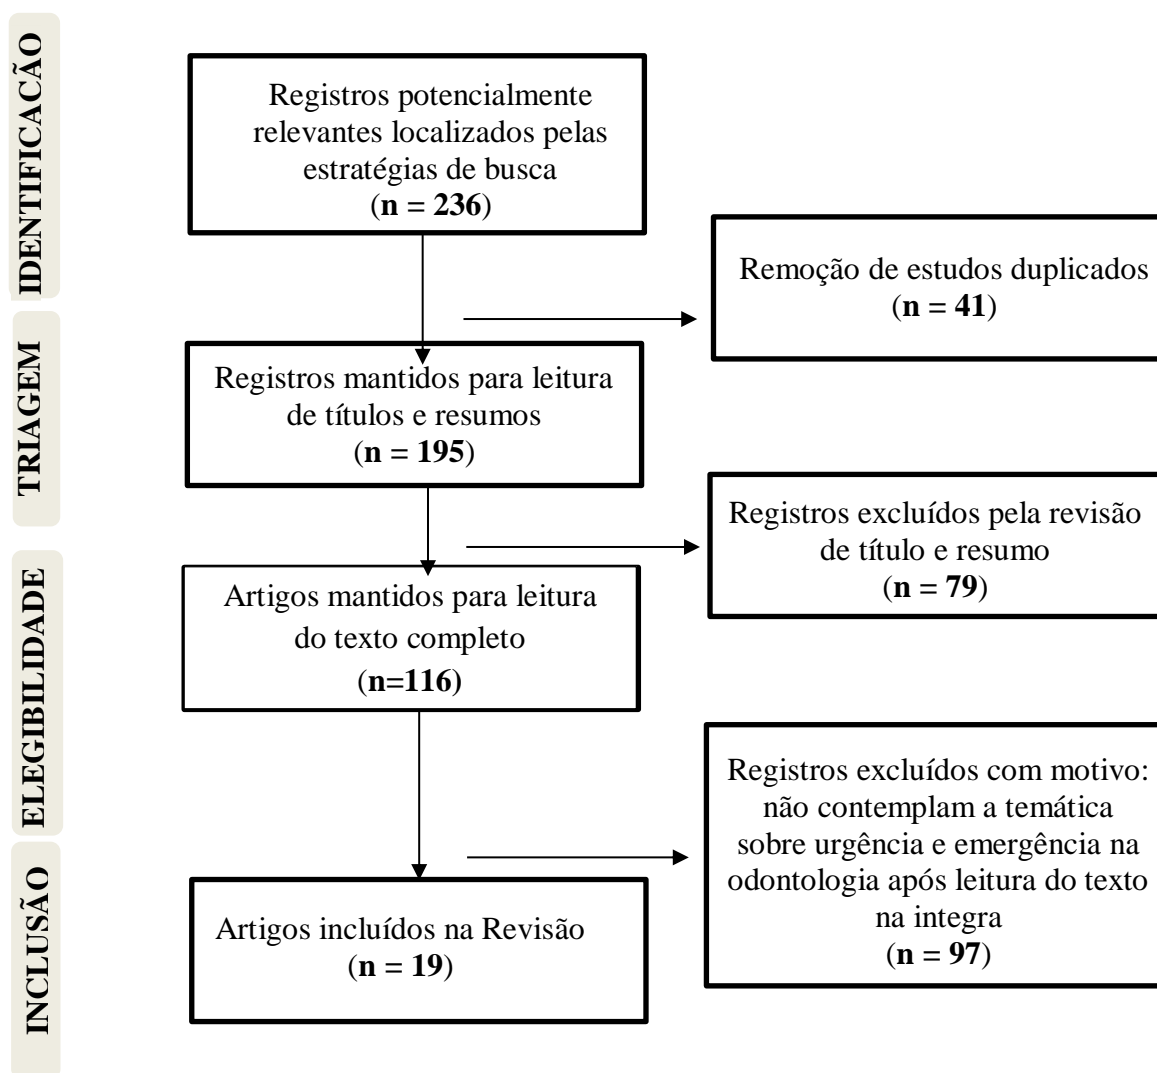 IDENTIFICAÇÃO
Registros potencialmente
relevantes localizados pelas
estratégias de busca
(n = 236)
Remoção de estudos duplicados
(n = 41)
TRIAGEM
Registros mantidos para leitura
de títulos e resumos
(n = 195)
Registros excluídos pela revisão
de título e resumo
(n = 79)
ELEGIBILIDADE
Artigos mantidos para leitura
do texto completo
(n=116)
Registros excluídos com motivo:
não contemplam a temática
sobre urgência e emergência na
odontologia após leitura do texto
na integra
(n = 97)
INCLUSÃO
Artigos incluídos na Revisão
(n = 19)